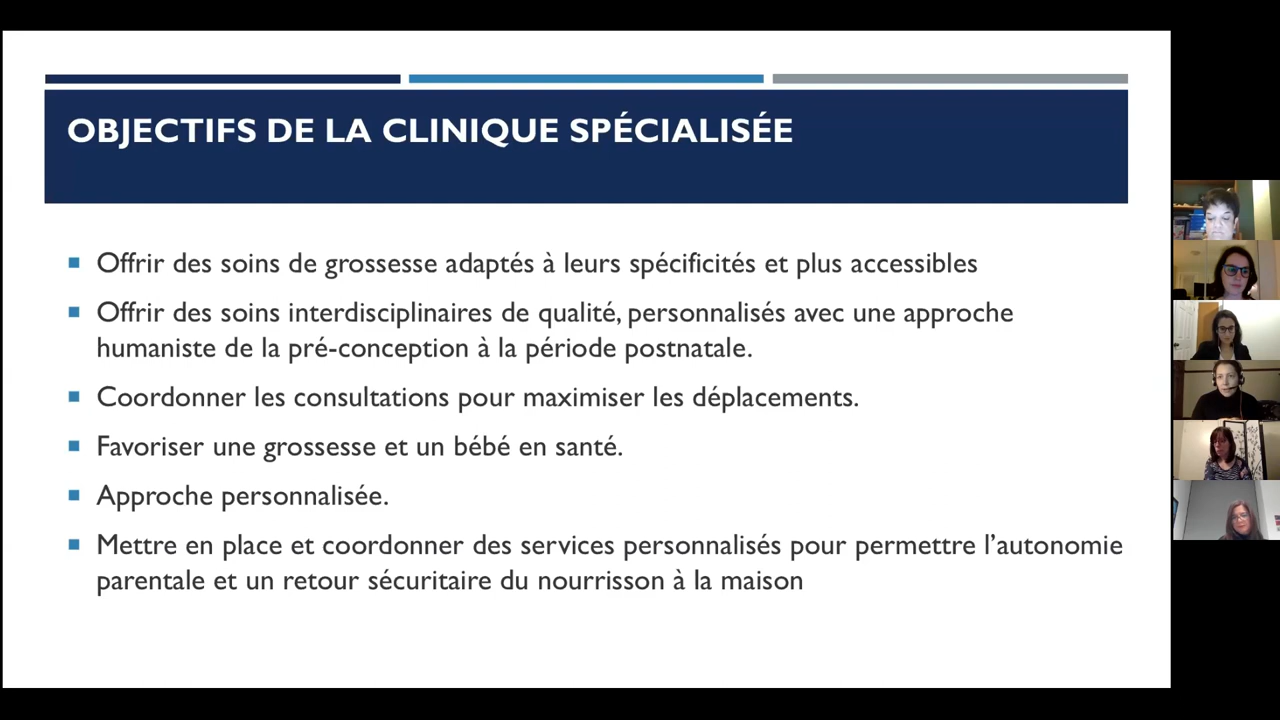 OBJECTIFS DE LA CLINIQUE SPÉCIALISÉE
Offrir des soins de grossesse adaptés à leurs spécificités et plus accessibles
Offrir des soins interdisciplinaires de qualité, personnalisés avec une approche
humaniste de la pré-conception à la période postnatale.
Coordonner les consultations pour maximiser les déplacements.
Favoriser une grossesse et un bébé en santé.
Approche personnalisée.
Mettre en place et coordonner des services personnalisés pour permettre l’autonomie
parentale et un retour sécuritaire du nourrisson à la maison